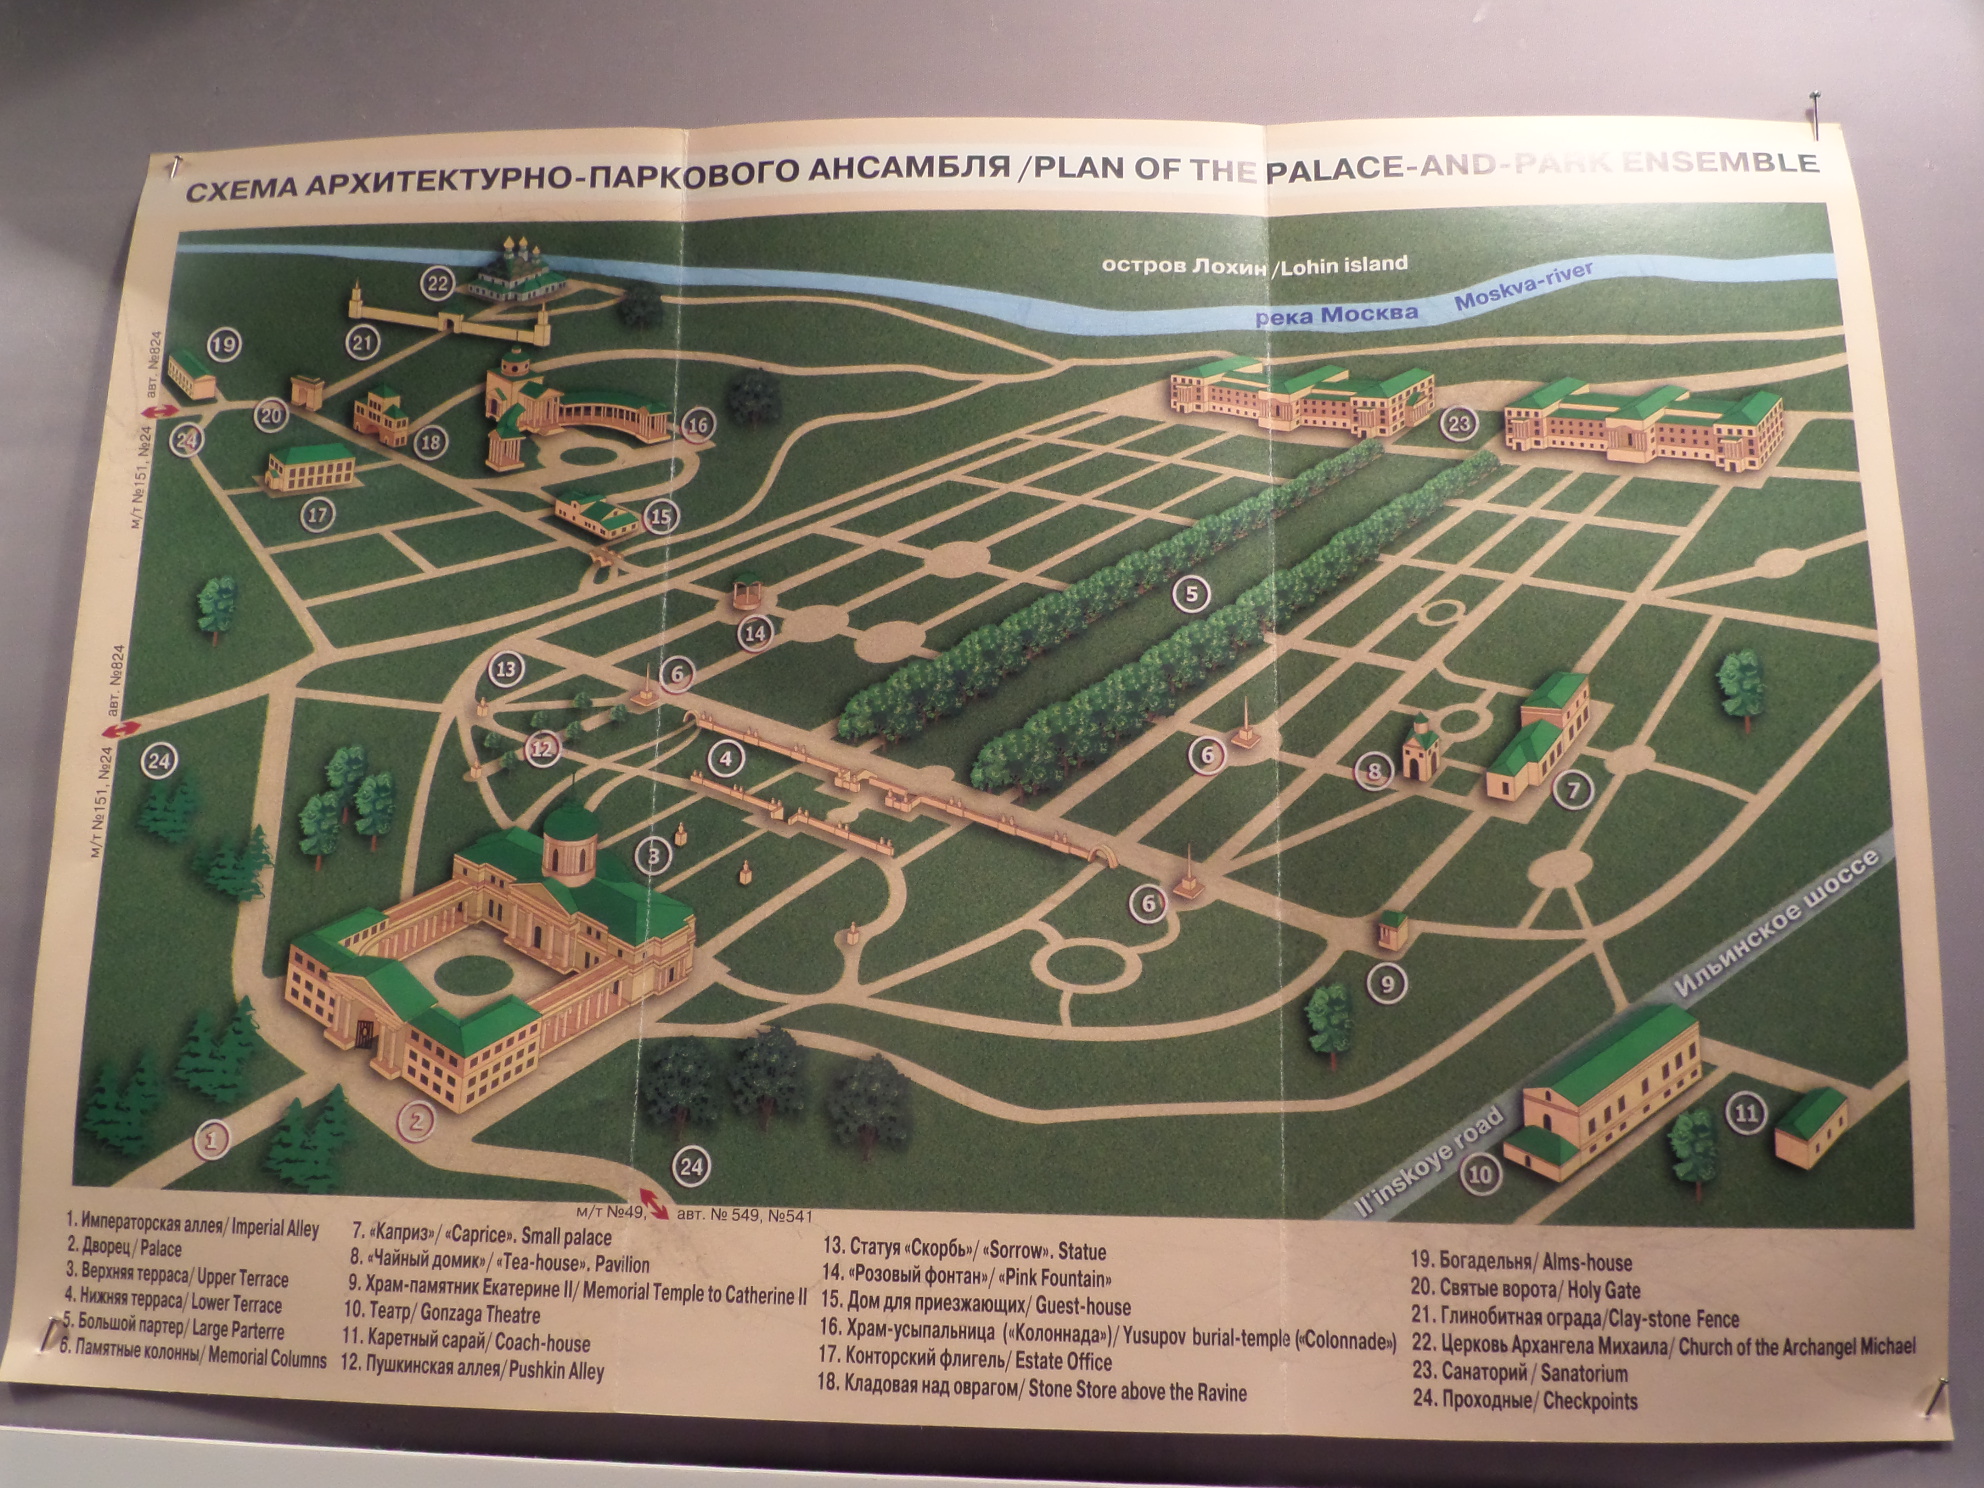 СХЕМА АРХИТЕКТУРНО-ПАРКОВОГО АНСАМБЛЯ/PLAN OF THE PALACE-AND-PARK ENSEMBLE
остров Лохин/Lohin island
река Москва Moskva-river
22
21
19
авт. №824
20
24
18
16
23
м/т №151, №24
17
15
5
14
13
6
авт. №824
12
4
6
8
7
24
м/т №151, №24
3
6
9
Ильинское шоссе
Il'inskoye road
1
2
24
10
11
м/т №49, авт. № 549, №541
1. Императорская аллея/ Imperial Alley
2. Дворец/ Palace
3. Верхняя терраса/ Upper Terrace
4. Нижняя терраса/ Lower Terrace
5. Большой партер/ Large Parterre
6. Памятные колонны/ Memorial Columns
7. «Каприз»/ «Caprice». Small palace
8. «Чайный домик»/ «Tea-house». Pavilion
9. Храм-памятник Екатерине II/ Memorial Temple to Catherine II
10. Театр/ Gonzaga Theatre
11. Каретный сарай/ Coach-house
12. Пушкинская аллея/ Pushkin Alley
13. Статуя «Скорбь»/ «Sorrow». Statue
14. «Розовый фонтан»/ «Pink Fountain»
15. Дом для приезжающих/ Guest-house
16. Храм-усыпальница («Колоннада»)/ Yusupov burial-temple («Colonnade»)
17. Конторский флигель/ Estate Office
18. Кладовая над оврагом/ Stone Store above the Ravine
19. Богадельня/ Alms-house
20. Святые ворота/ Holy Gate
21. Глинобитная ограда/Clay-stone Fence
22. Церковь Архангела Михаила/ Church of the Archangel Michael
23. Санаторий/ Sanatorium
24. Проходные/ Checkpoints